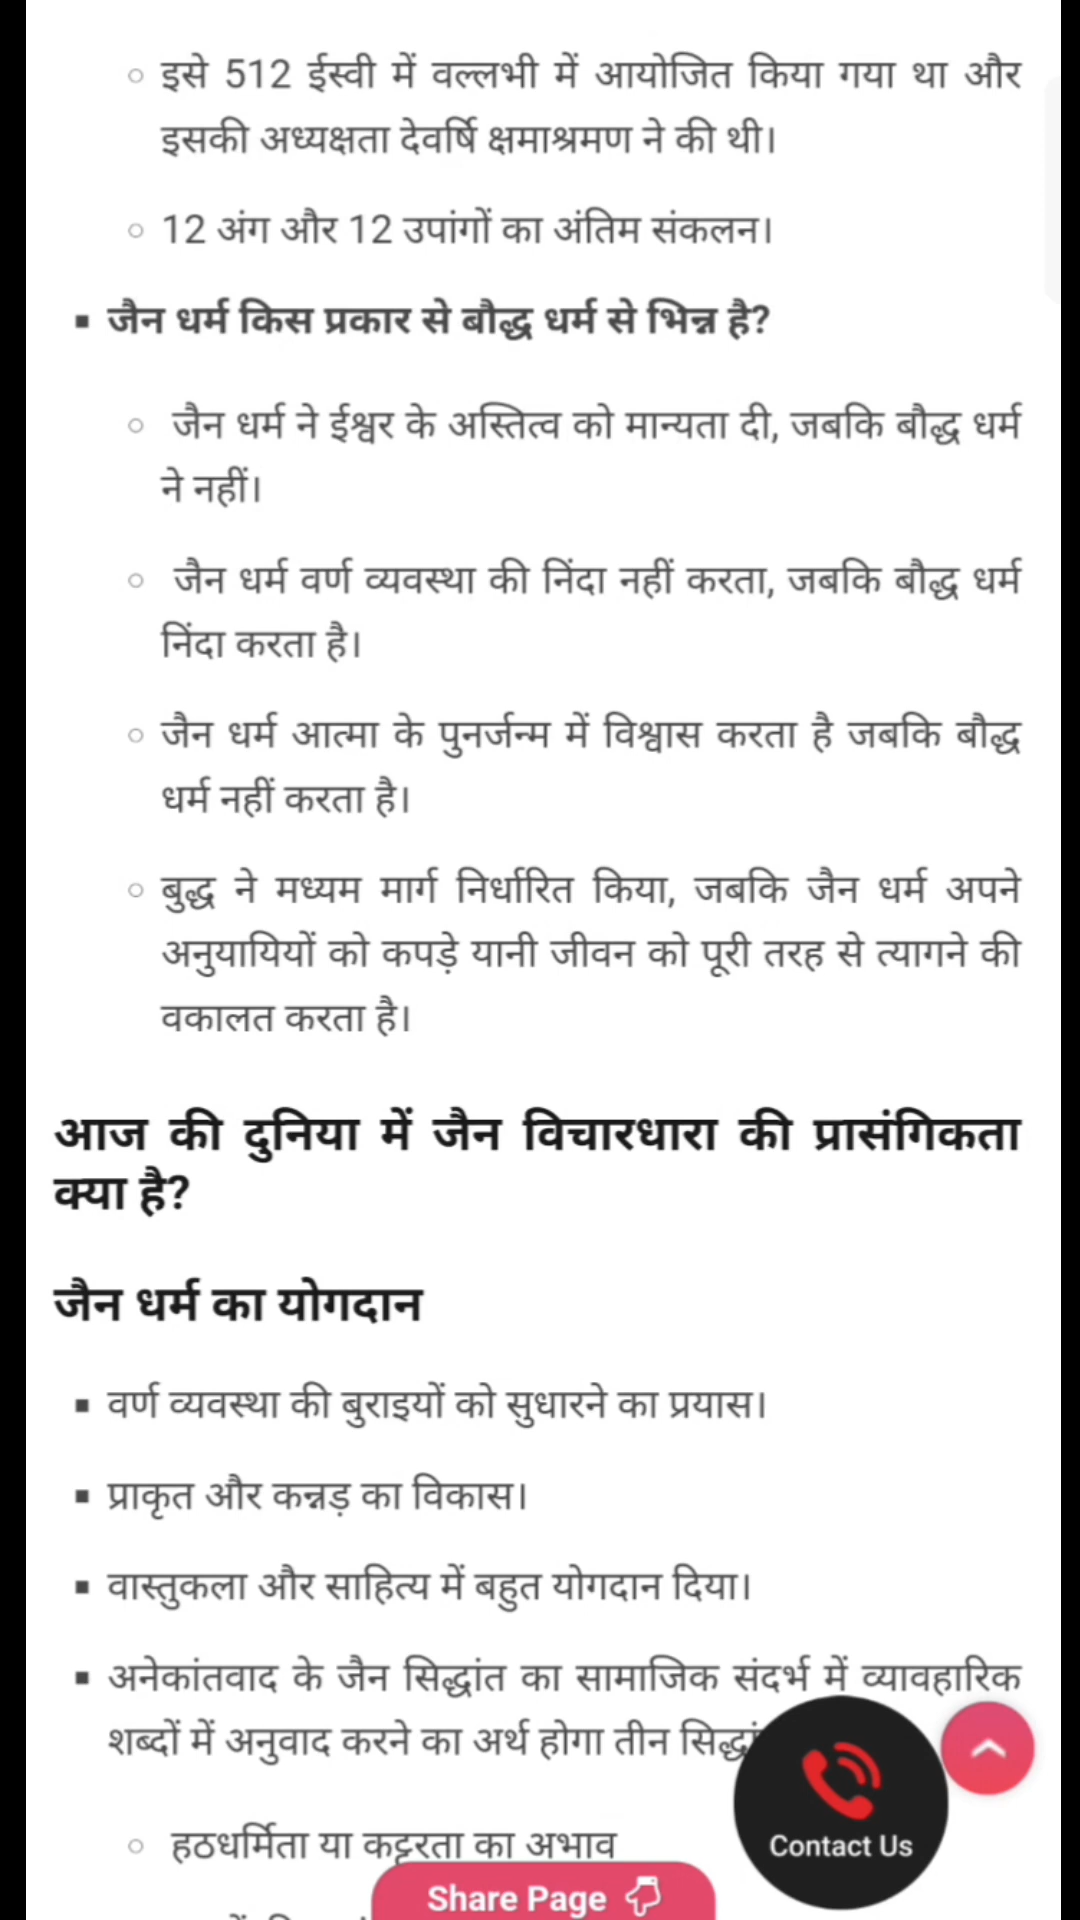 इसे 512 ईस्वी में वल्लभी में आयोजित किया गया था और
इसकी अध्यक्षता देवर्षि क्षमाश्रमण ने की थी।
12 अंग और 12 उपांगों का अंतिम संकलन।
जैन धर्म किस प्रकार से बौद्ध धर्म से भिन्न है?
जैन धर्म ने ईश्वर के अस्तित्व को मान्यता दी, जबकि बौद्ध धर्म
ने नहीं।
जैन धर्म वर्ण व्यवस्था की निंदा नहीं करता, जबकि बौद्ध धर्म
निंदा करता है।
जैन धर्म आत्मा के पुनर्जन्म में विश्वास करता है जबकि बौद्ध
धर्म नहीं करता है।
बुद्ध ने मध्यम मार्ग निर्धारित किया, जबकि जैन धर्म अपने
अनुयायियों को कपड़े यानी जीवन को पूरी तरह से त्यागने की
वकालत करता है।
आज की दुनिया में जैन विचारधारा की प्रासंगिकता
क्या है?
जैन धर्म का योगदान
वर्ण व्यवस्था की बुराइयों को सुधारने का प्रयास।
प्राकृत और कन्नड़ का विकास।
वास्तुकला और साहित्य में बहुत योगदान दिया।
अनेकांतवाद के जैन सिद्धांत का सामाजिक संदर्भ में व्यावहारिक
शब्दों में अनुवाद करने का अर्थ होगा तीन
हठधर्मिता या कट्टरता का अभाव
Contact Us
Share Page